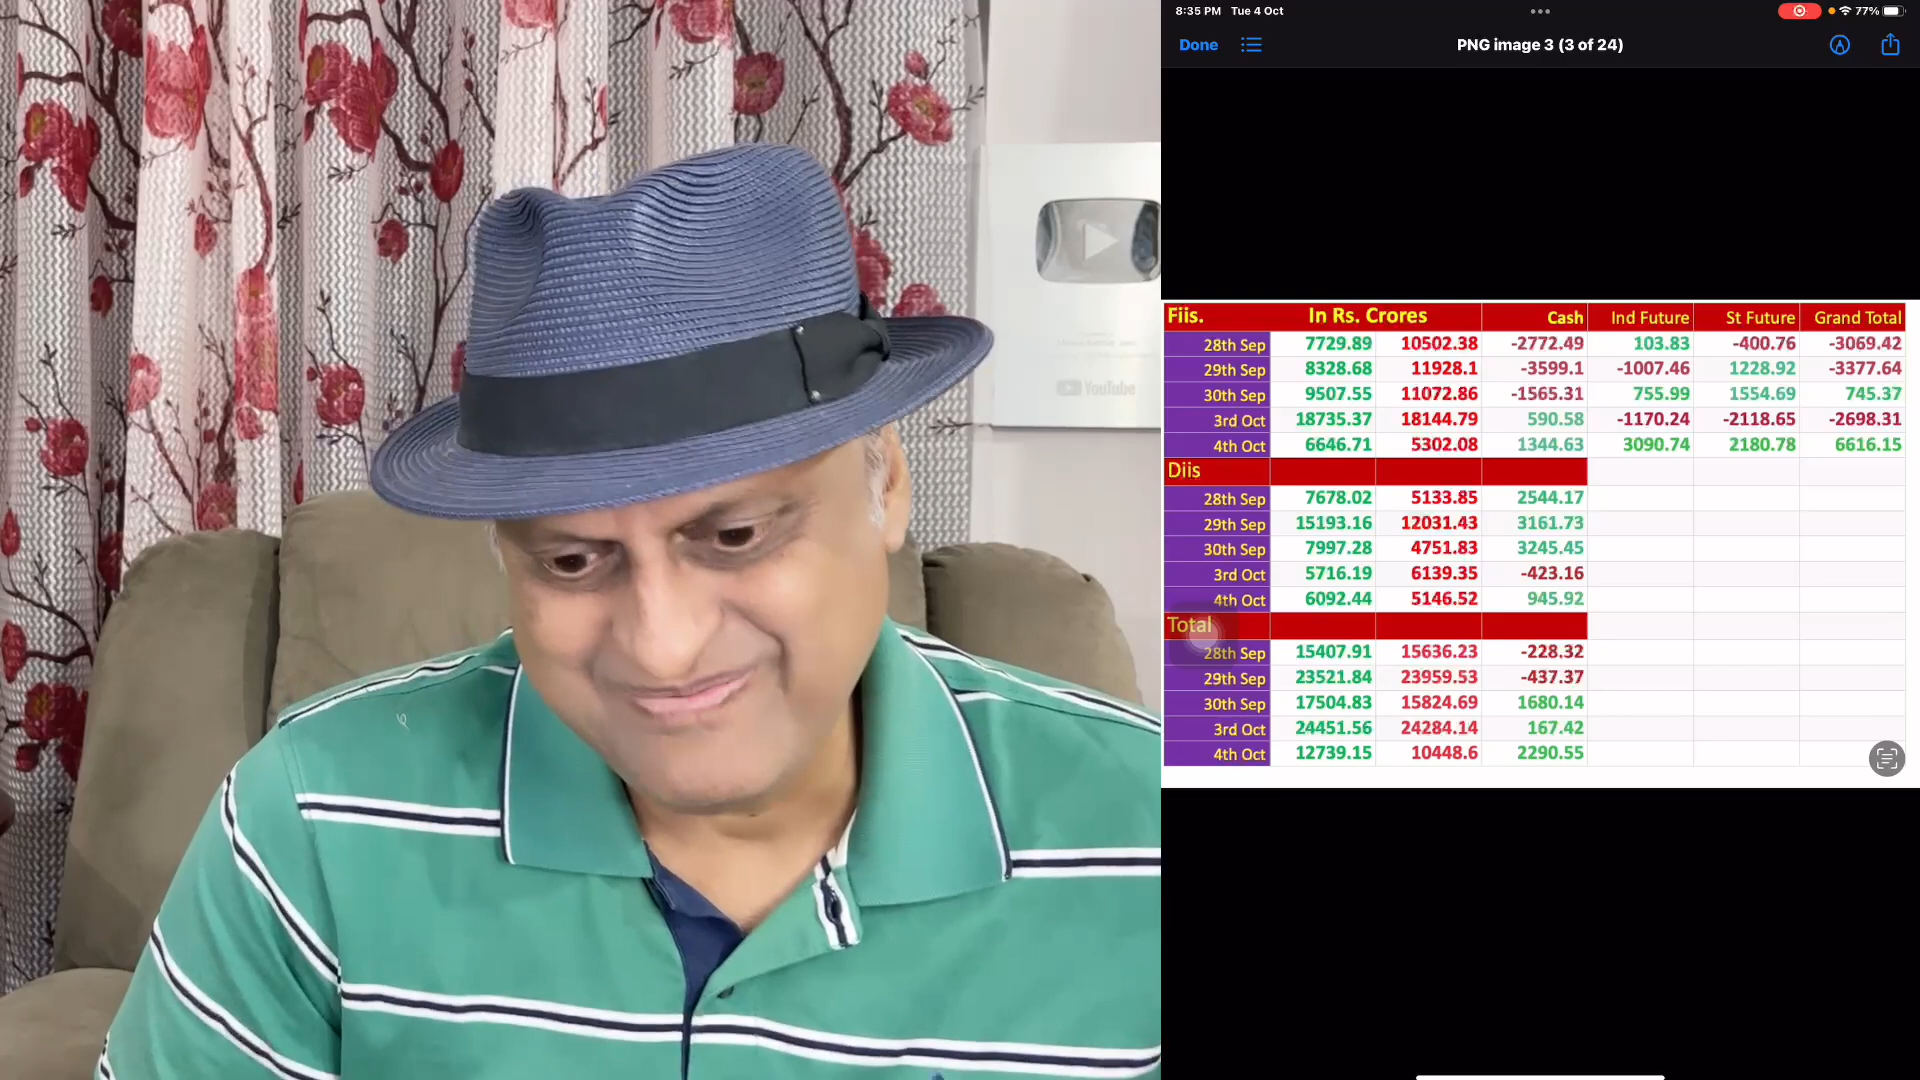 8:35 PM Tue 4 Oct
77%
Done
PNG image 3 (3 of 24)
YouTube
Fiis. In Rs. Crores Cash Ind Future St Future Grand Total
28th Sep 7729.89 10502.38 -2772.49 103.83 -400.76 -3069.42
29th Sep 8328.68 11928.1 -3599.1 -1007.46 1228.92 -3377.64
30th Sep 9507.55 11072.86 -1565.31 755.99 1554.69 745.37
3rd Oct 18735.37 18144.79 590.58 -1170.24 -2118.65 -2698.31
4th Oct 6646.71 5302.08 1344.63 3090.74 2180.78 6616.15
Diis
28th Sep 7678.02 5133.85 2544.17
29th Sep 15193.16 12031.43 3161.73
30th Sep 7997.28 4751.83 3245.45
3rd Oct 5716.19 6139.35 -423.16
4th Oct 6092.44 5146.52 945.92
Total
28th Sep 15407.91 15636.23 -228.32
29th Sep 23521.84 23959.53 -437.37
30th Sep 17504.83 15824.69 1680.14
3rd Oct 24451.56 24284.14 167.42
4th Oct 12739.15 10448.6 2290.55